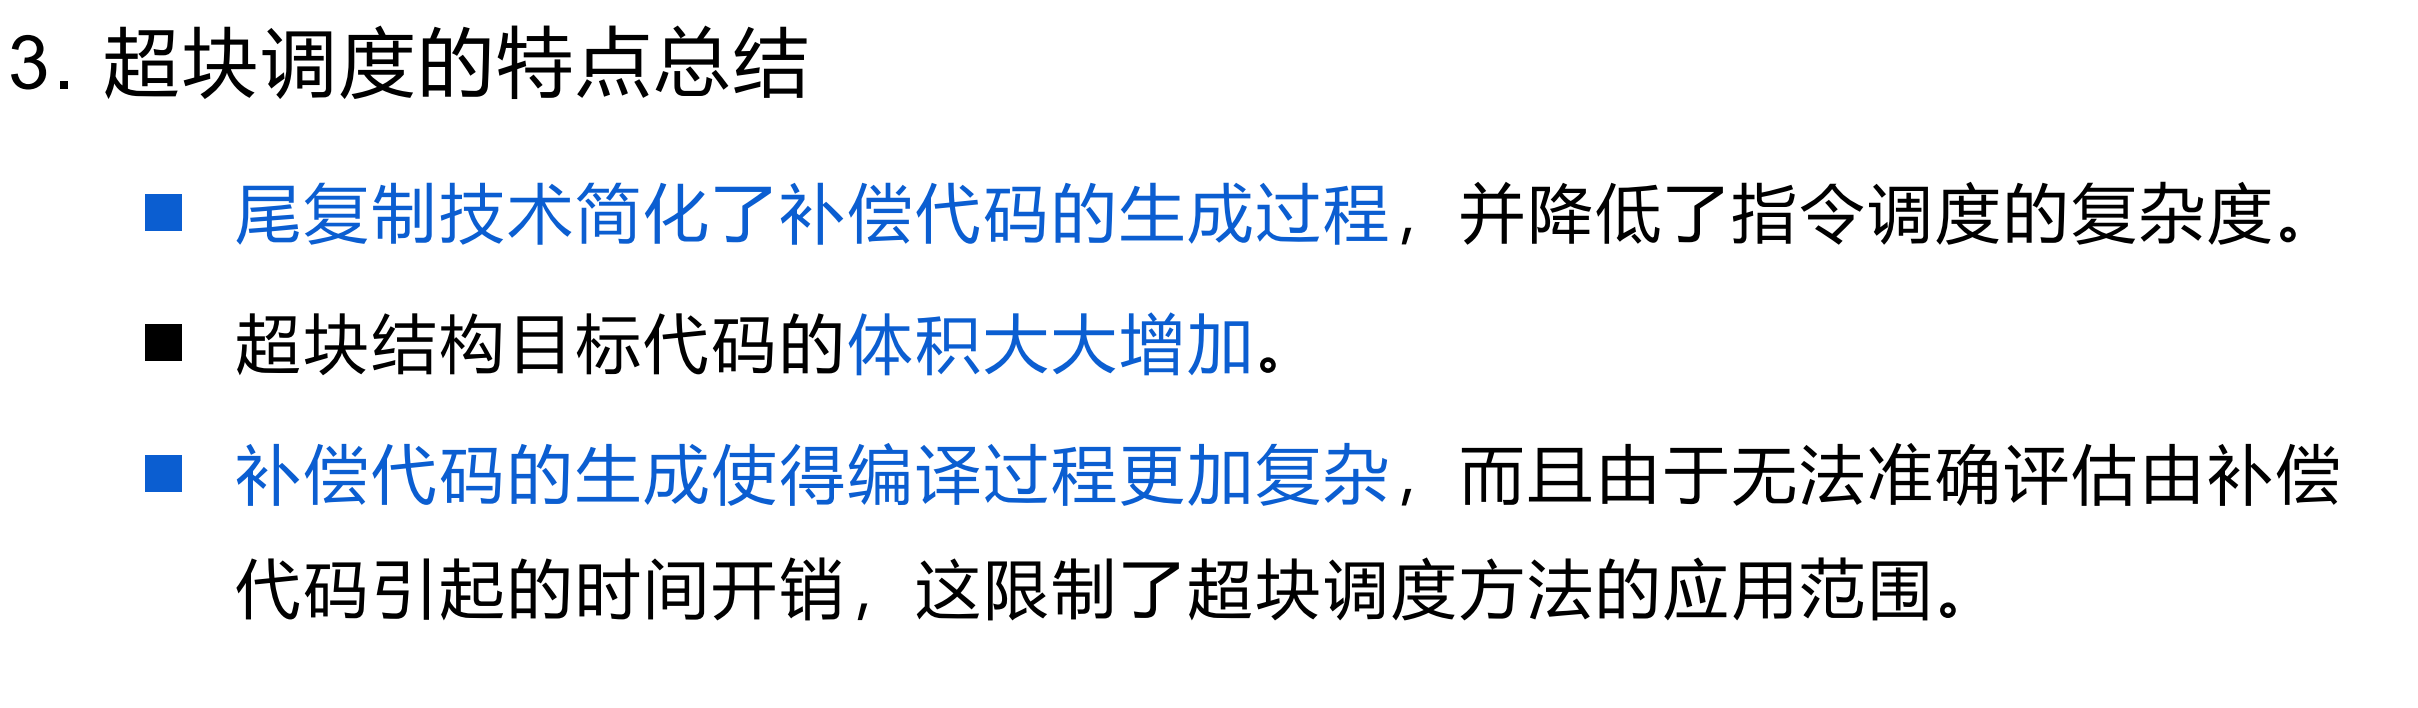 3. 超块调度的特点总结
■ 尾复制技术简化了补偿代码的生成过程，并降低了指令调度的复杂度。
■ 超块结构目标代码的体积大大增加。
■ 补偿代码的生成使得编译过程更加复杂，而且由于无法准确评估由补偿
代码引起的时间开销，这限制了超块调度方法的应用范围。